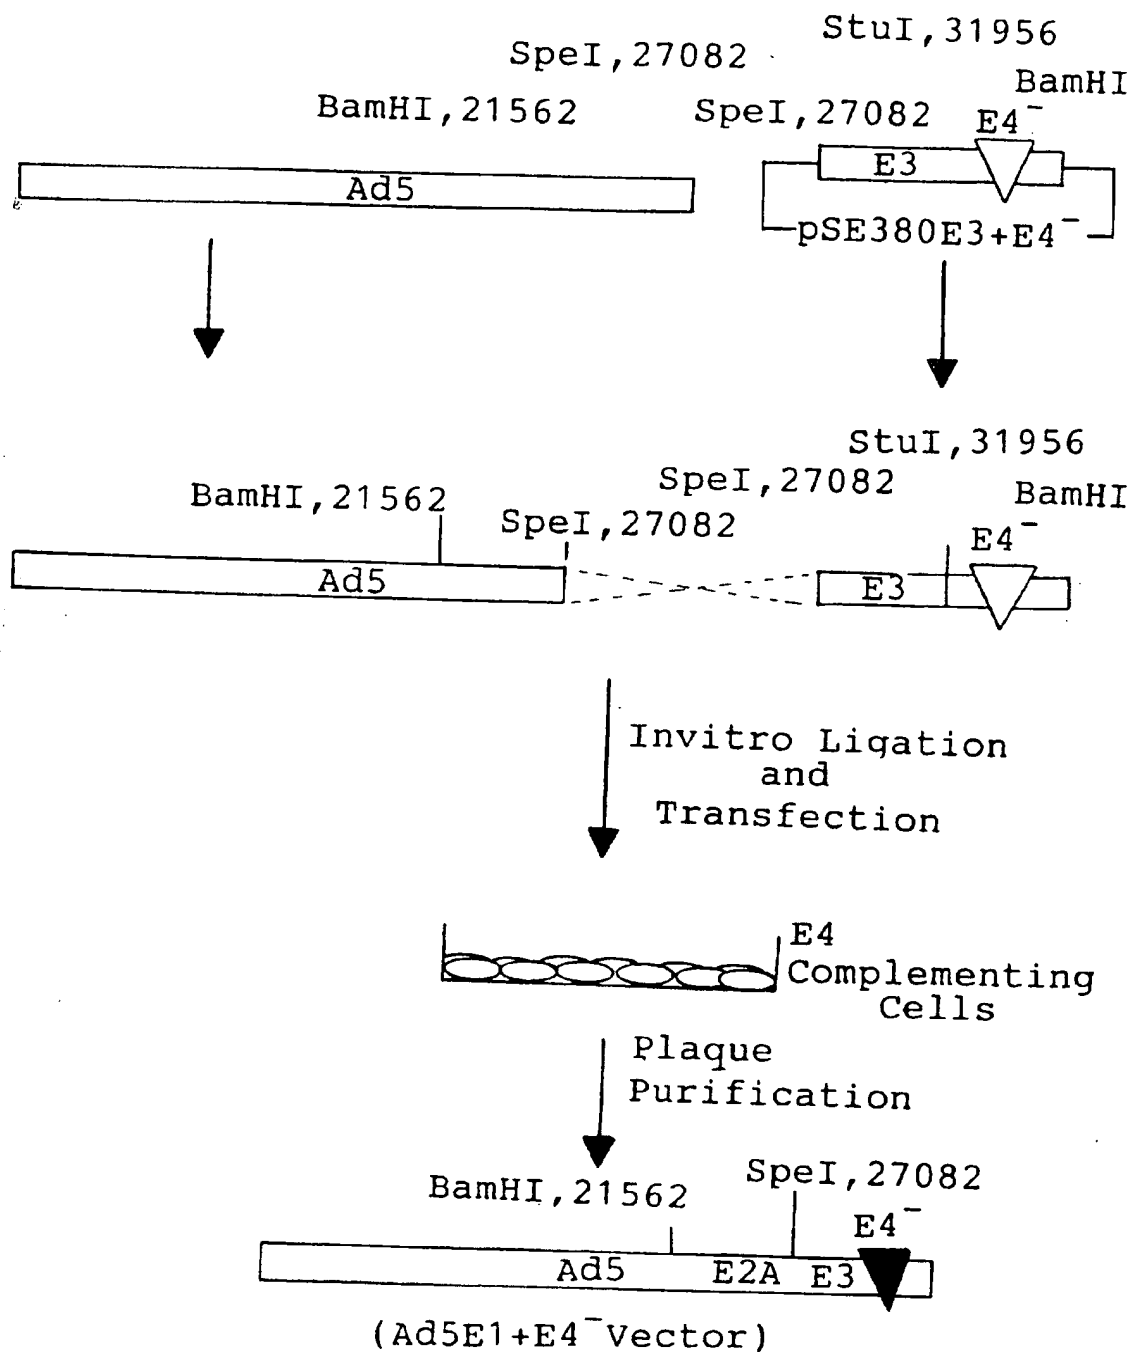 StuI,31956
SpeI,27082
BamHI
BamHI,21562
SpeI,27082
E4⁻
Ad5
E3
pSE380E3+E4⁻
StuI,31956
SpeI,27082
BamHI
BamHI,21562
SpeI,27082
E4⁻
Ad5
E3
Invitro Ligation
and
Transfection
E4
Complementing
Cells
Plaque
Purification
SpeI,27082
BamHI,21562
E4⁻
Ad5
E2A
E3
(Ad5E1+E4⁻Vector)